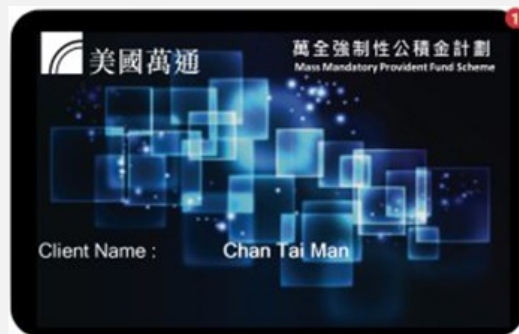 1
美國萬通
萬全強制性公積金計劃
Mass Mandatory Provident Fund Scheme
Client Name : Chan Tai Man